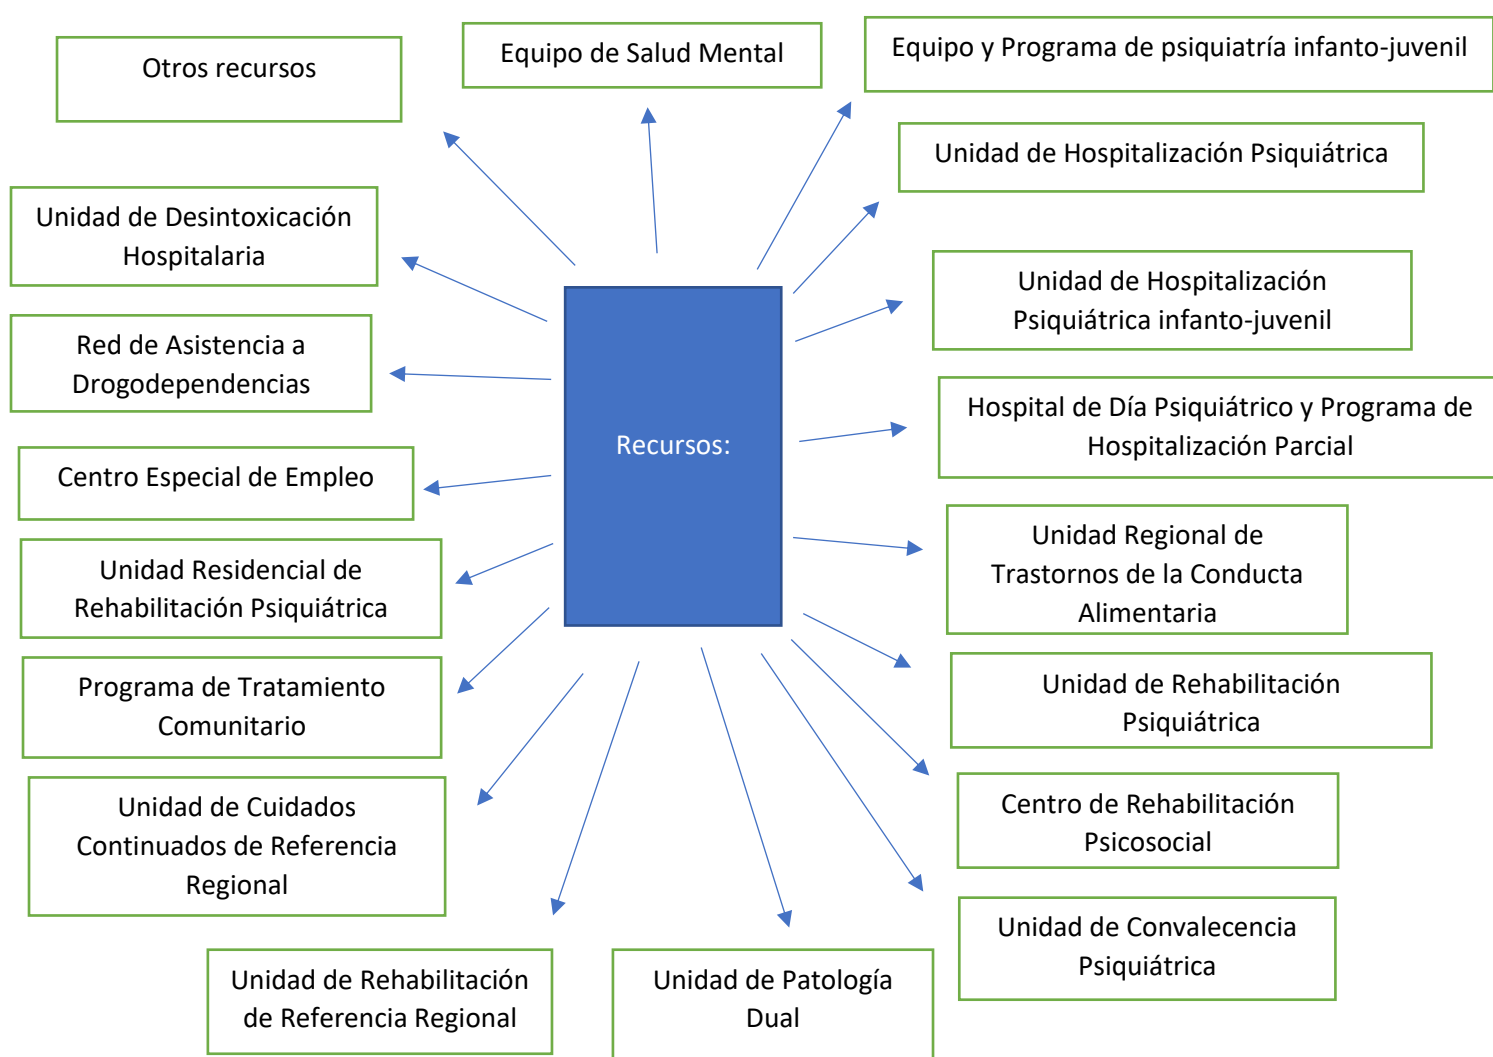 Otros recursos
Equipo de Salud Mental
Equipo y Programa de psiquiatría infanto-juvenil
Unidad de Hospitalización Psiquiátrica
Unidad de Desintoxicación
Hospitalaria
Unidad de Hospitalización
Psiquiátrica infanto-juvenil
Red de Asistencia a
Drogodependencias
Hospital de Día Psiquiátrico y Programa de
Hospitalización Parcial
Recursos:
Centro Especial de Empleo
Unidad Regional de
Trastornos de la Conducta
Alimentaria
Unidad Residencial de
Rehabilitación Psiquiátrica
Unidad de Rehabilitación
Psiquiátrica
Programa de Tratamiento
Comunitario
Centro de Rehabilitación
Psicosocial
Unidad de Cuidados
Continuados de Referencia
Regional
Unidad de Convalecencia
Psiquiátrica
Unidad de Rehabilitación
de Referencia Regional
Unidad de Patología
Dual